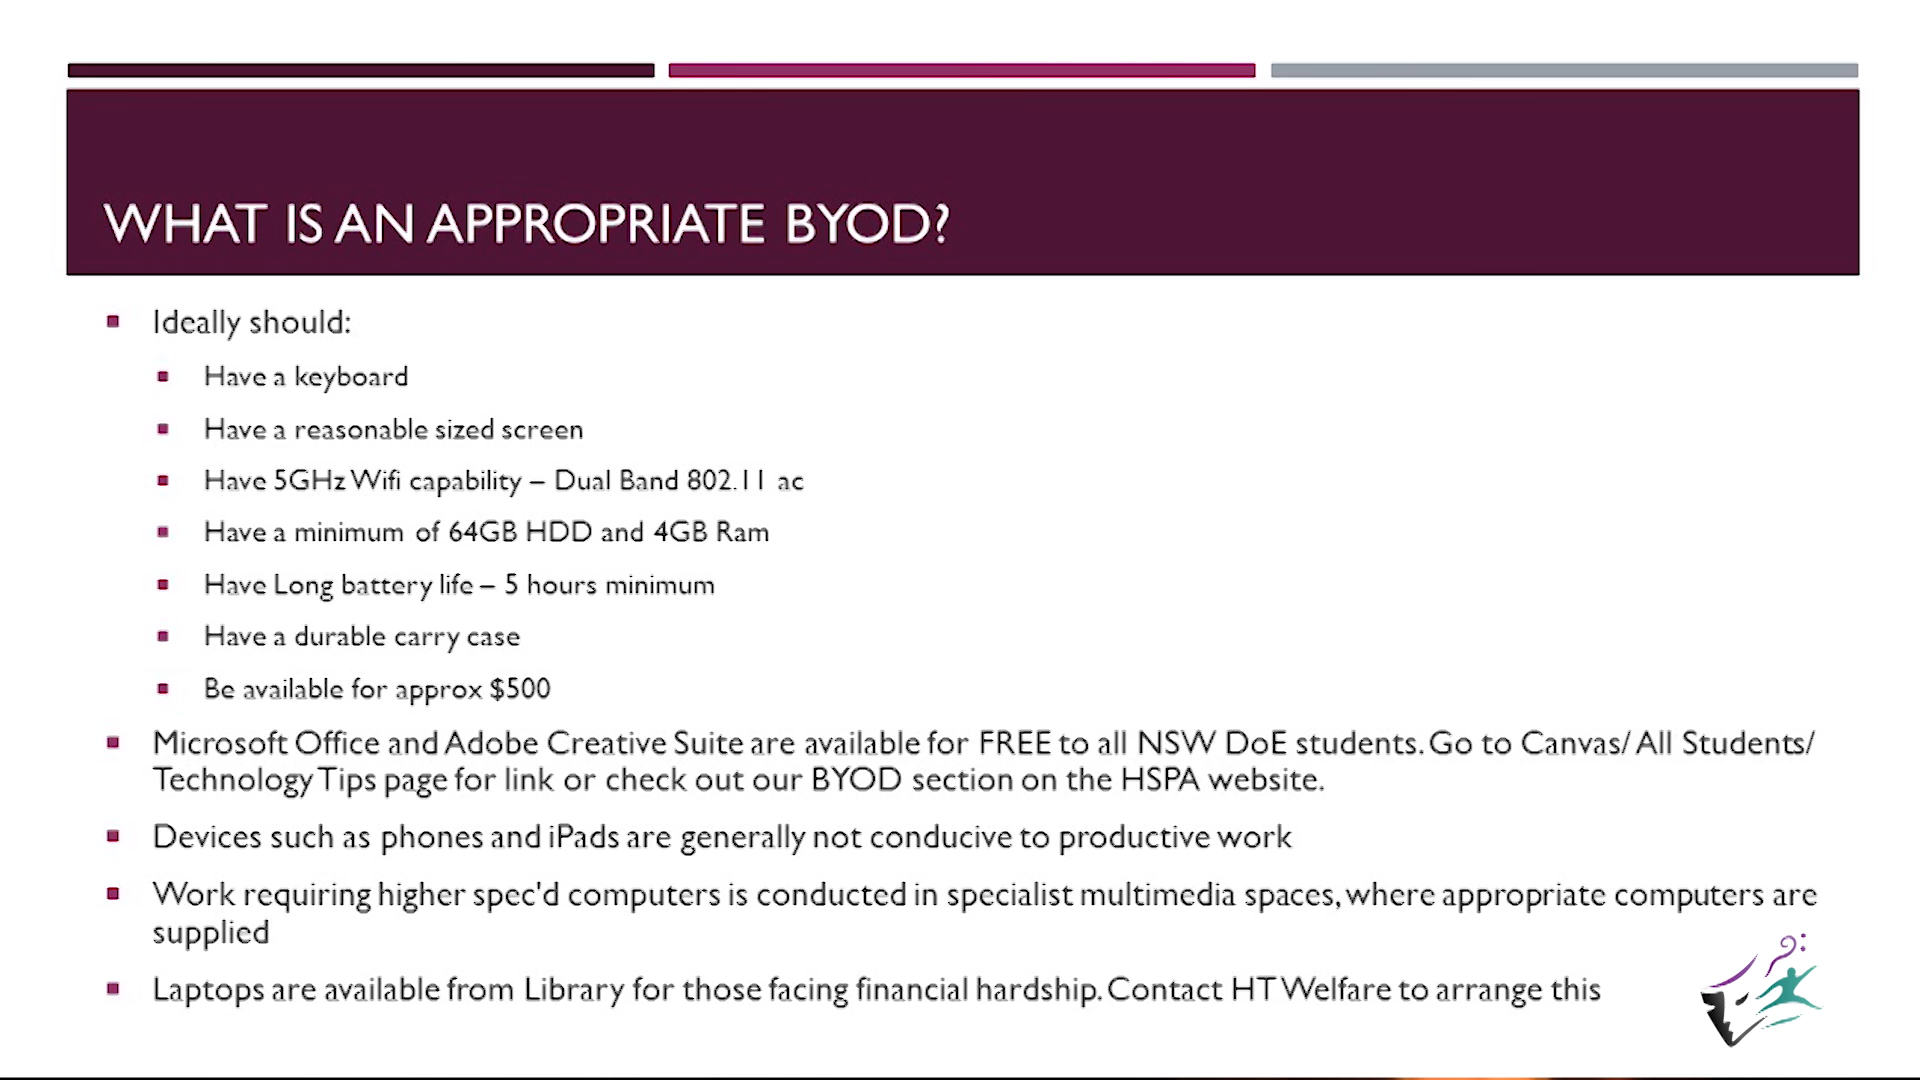 WHAT IS AN APPROPRIATE BYOD?
Ideally should:
Have a keyboard
Have a reasonable sized screen
Have 5GHz Wifi capability – Dual Band 802.11 ac
Have a minimum of 64GB HDD and 4GB Ram
Have Long battery life – 5 hours minimum
Have a durable carry case
Be available for approx $500
Microsoft Office and Adobe Creative Suite are available for FREE to all NSW DoE students. Go to Canvas/ All Students/
Technology Tips page for link or check out our BYOD section on the HSPA website.
Devices such as phones and iPads are generally not conducive to productive work
Work requiring higher spec'd computers is conducted in specialist multimedia spaces, where appropriate computers are
supplied
Laptops are available from Library for those facing financial hardship. Contact HT Welfare to arrange this